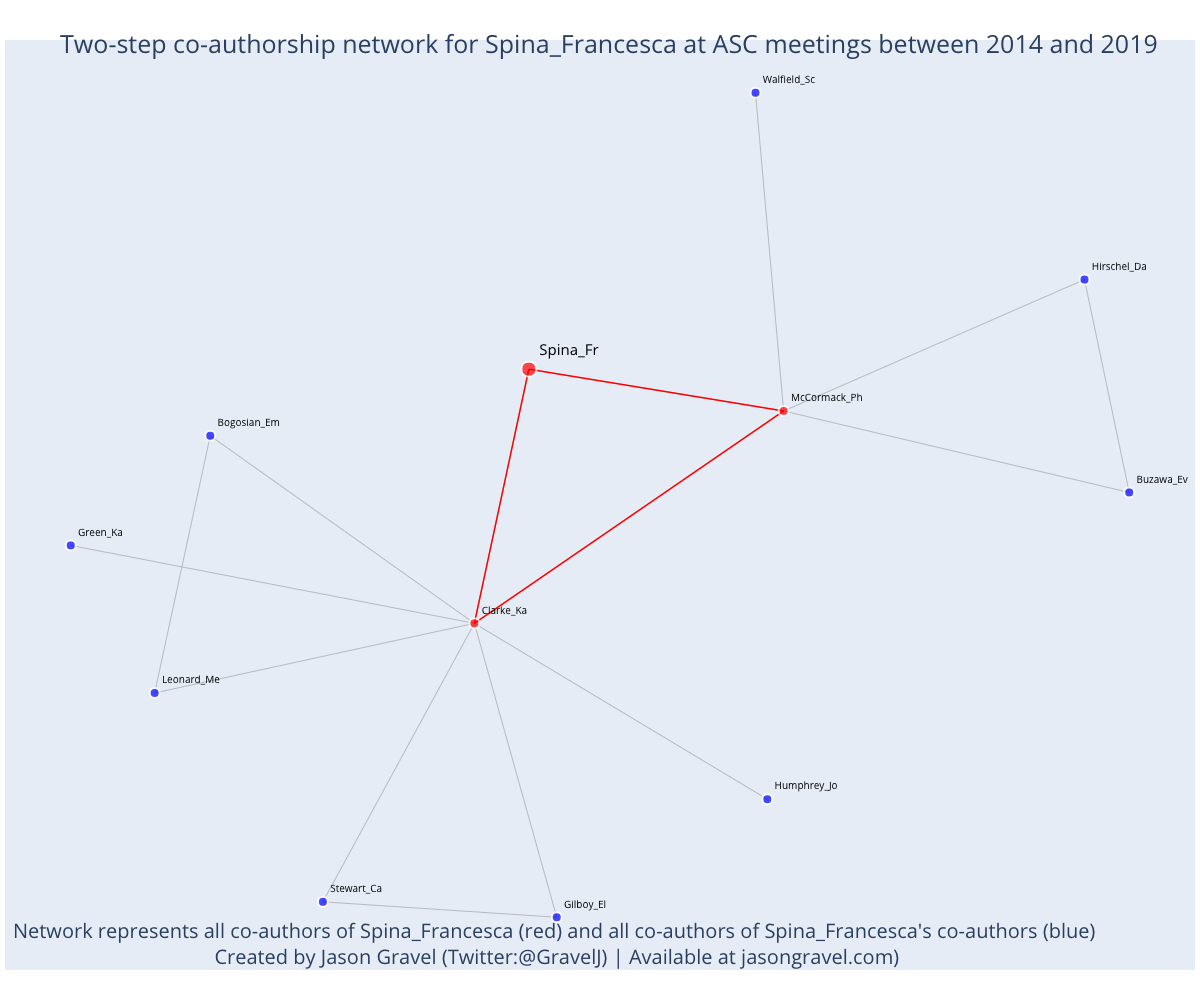 Two-step co-authorship network for Spina_Francesca at ASC meetings between 2014 and 2019
Walfield_Sc
Hirschel_Da
Spina_Fr
McCormack_Ph
Bogosian_Em
Buzawa_Ev
Green_Ka
Clarke_Ka
Leonard_Me
Humphrey_Jo
Stewart_Ca
Gilboy_El
Network represents all co-authors of Spina_Francesca (red) and all co-authors of Spina_Francesca's co-authors (blue)
Created by Jason Gravel (Twitter:@GravelJ) | Available at jasongravel.com)